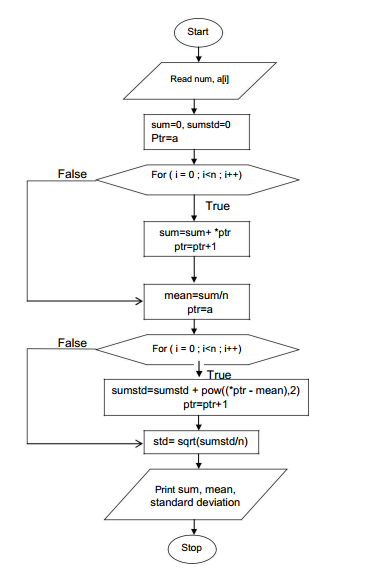 Start
Read num, a[i]
sum=0, sumstd=0
Ptr=a
False
For ( i = 0 ; i<n ; i++)
True
sum=sum+ *ptr
ptr=ptr+1
mean=sum/n
ptr=a
False
For ( i = 0 ; i<n ; i++)
True
sumstd=sumstd + pow((*ptr - mean),2)
ptr=ptr+1
std= sqrt(sumstd/n)
Print sum, mean,
standard deviation
Stop